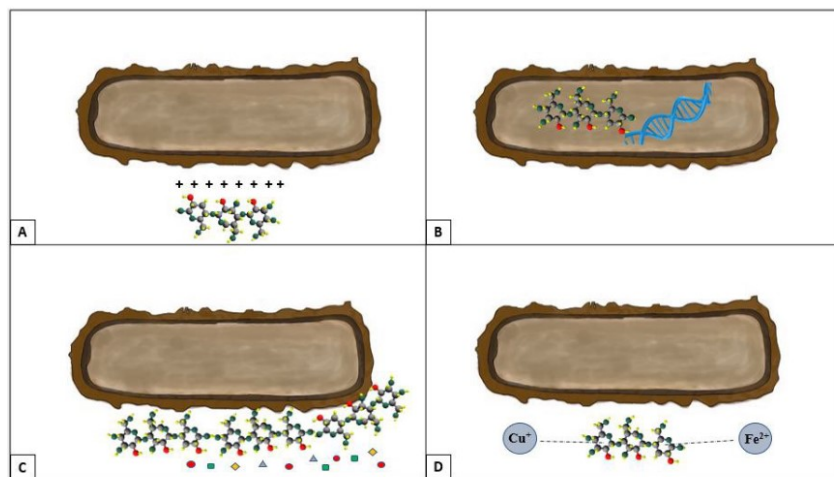 + + + + + + + +
A
B
C
Cu⁺
Fe²⁺
D